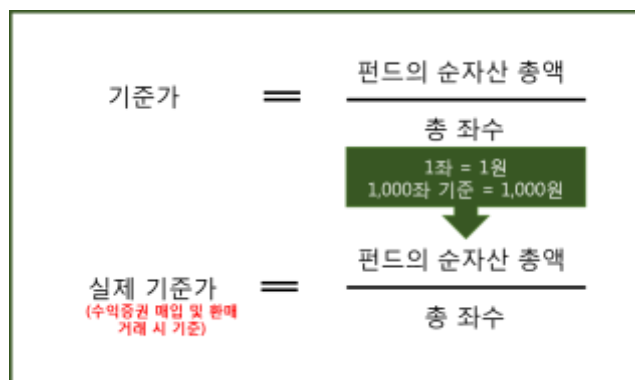 펀드의 순자산 총액
기준가 =
총 좌수
1좌 = 1원
1,000좌 기준 = 1,000원
펀드의 순자산 총액
실제 기준가 =
(수익증권 매입 및 환매
거래 시 기준)
총 좌수